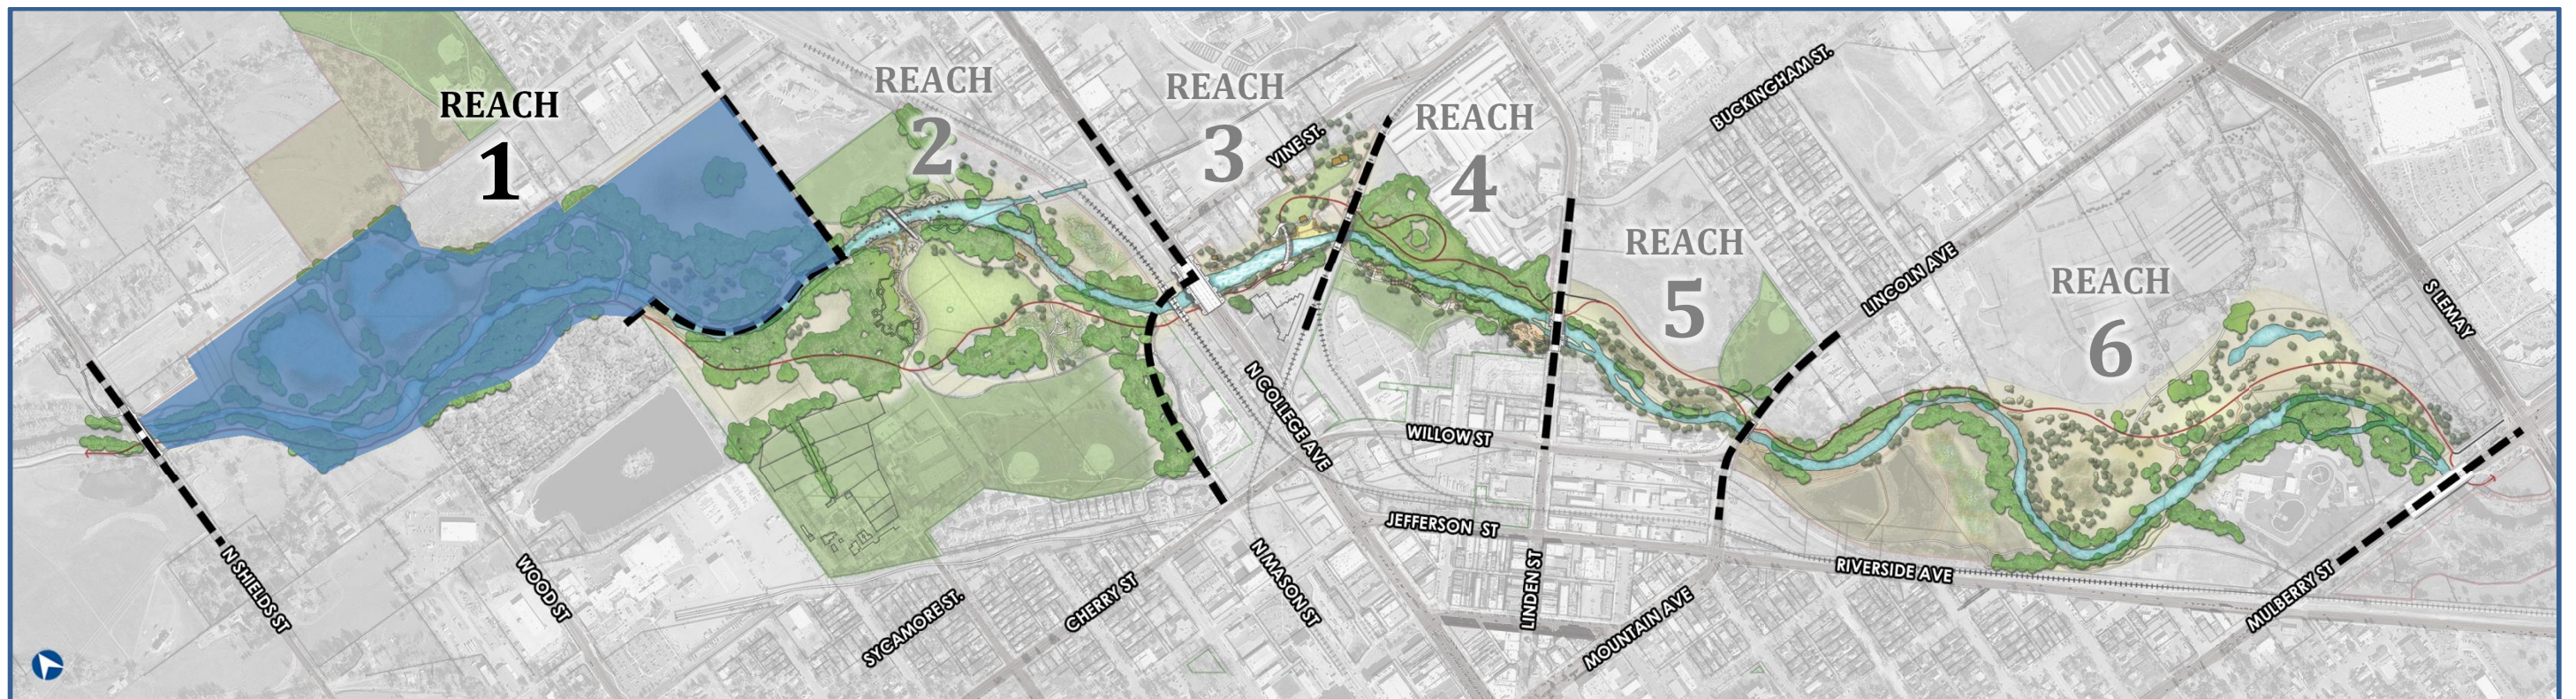 REACH
1
REACH
2
REACH
3
REACH
4
REACH
5
REACH
6
VINE ST.
BUCKINGHAM ST.
LINCOLN AVE
S LEMAY
N COLLEGE AVE
WILLOW ST
JEFFERSON ST
LINDEN ST
MOUNTAIN AVE
RIVERSIDE AVE
MULBERRY ST
N SHIELDS ST
WOOD ST
SYCAMORE ST.
CHERRY ST
N MASON ST